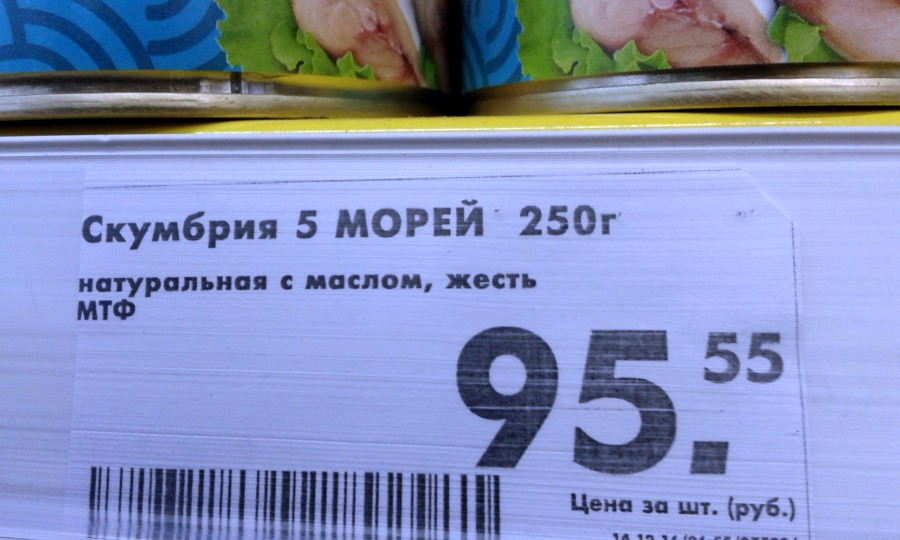 Скумбрия 5 МОРЕЙ 250г
натуральная с маслом, жесть
МТФ
95.55
Цена за шт. (руб.)